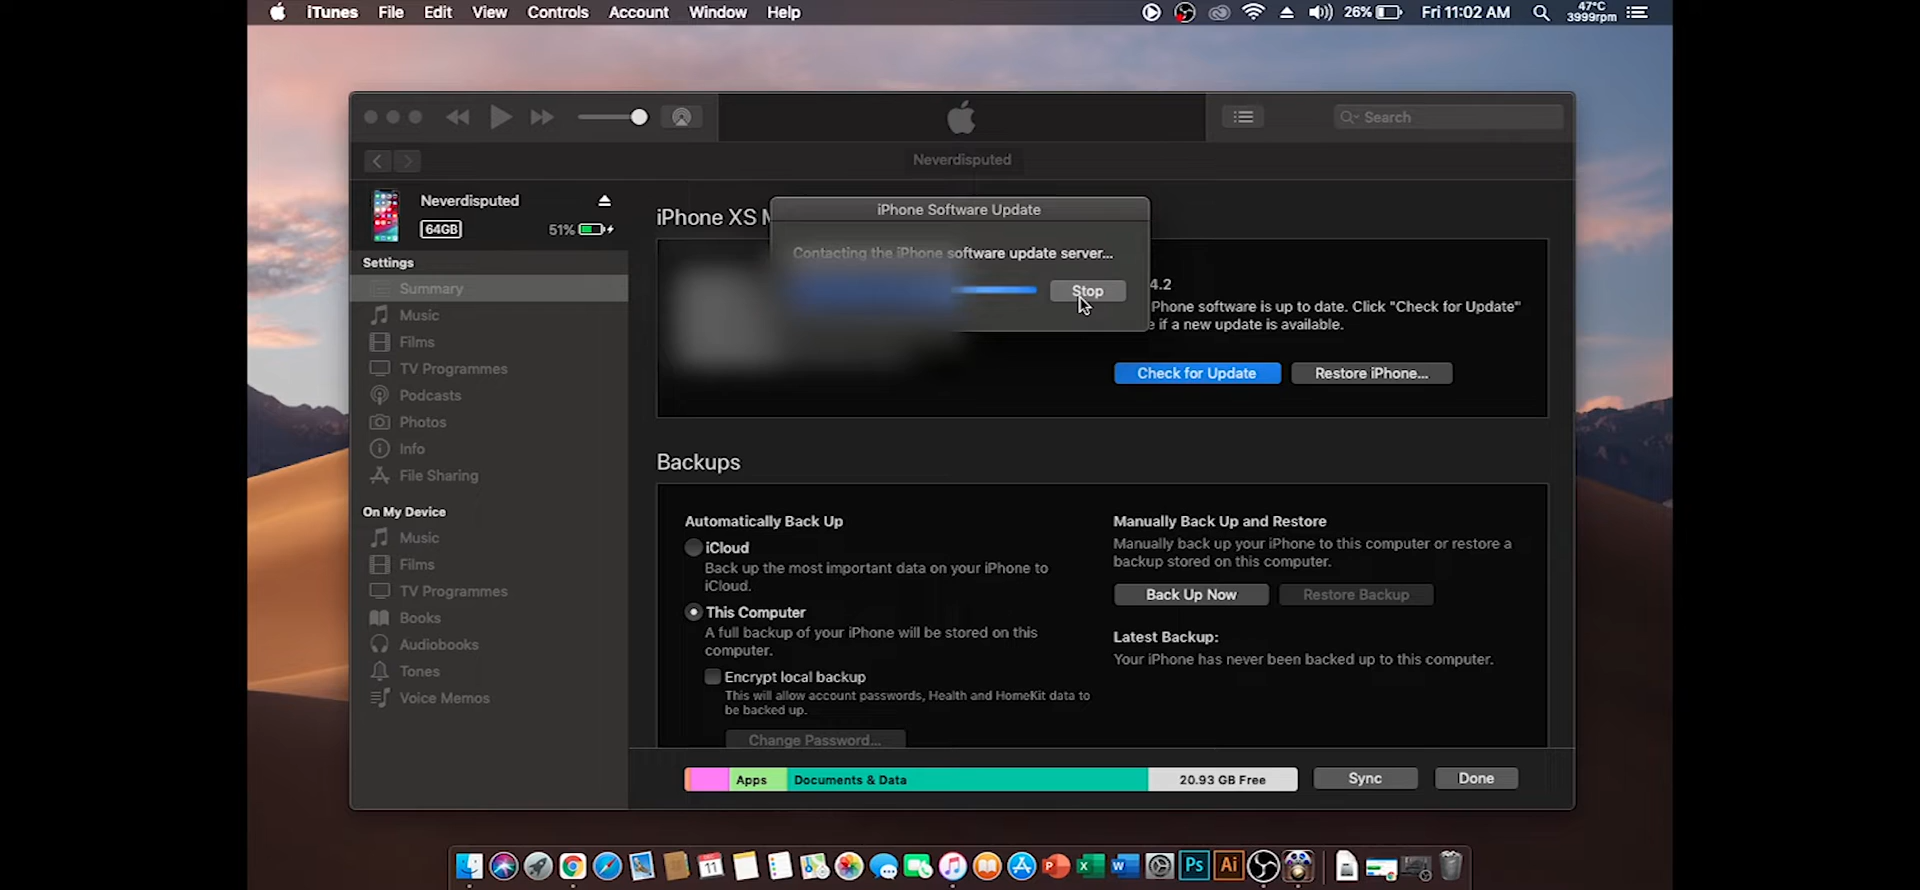 iTunes File Edit View Controls Account Window Help 26% Fri 11:02 AM 47°C
3999rpm
Search
Neverdisputed
Neverdisputed
64GB 51%
Settings
Summary
Music
Films
TV Programmes
Podcasts
Photos
Info
File Sharing
On My Device
Music
Films
TV Programmes
Books
Audiobooks
Tones
Voice Memos
iPhone XS
iPhone Software Update
Contacting the iPhone software update server...
Stop
4.2
Phone software is up to date. Click "Check for Update"
if a new update is available.
Check for Update Restore iPhone...
Backups
Automatically Back Up
iCloud
Back up the most important data on your iPhone to
iCloud.
This Computer
A full backup of your iPhone will be stored on this
computer.
Encrypt local backup
This will allow account passwords, Health and HomeKit data to
be backed up.
Change Password...
Manually Back Up and Restore
Manually back up your iPhone to this computer or restore a
backup stored on this computer.
Back Up Now Restore Backup
Latest Backup:
Your iPhone has never been backed up to this computer.
Apps Documents & Data 20.93 GB Free Sync Done
11 Ps Ai